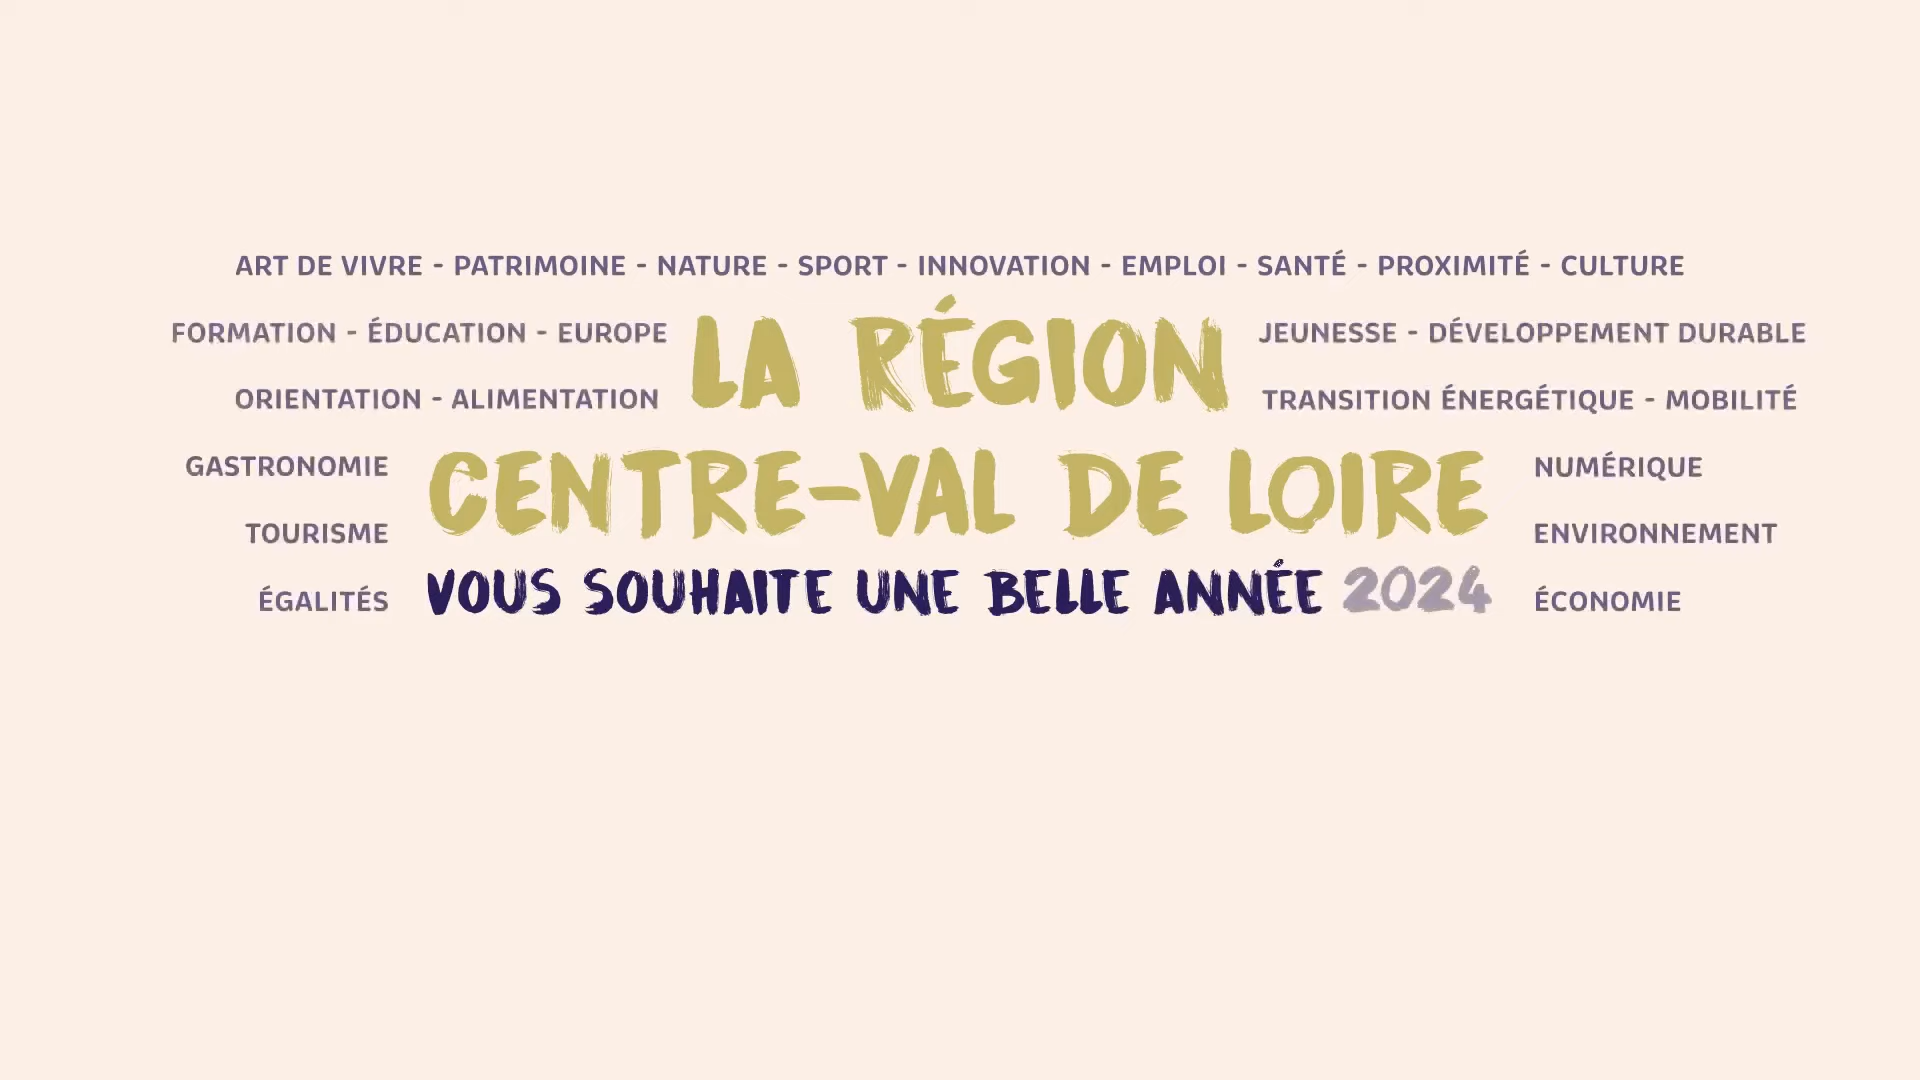 ART DE VIVRE - PATRIMOINE - NATURE - SPORT - INNOVATION - EMPLOI - SANTÉ - PROXIMITÉ - CULTURE
FORMATION - ÉDUCATION - EUROPE
LA RÉGION
JEUNESSE - DÉVELOPPEMENT DURABLE
ORIENTATION - ALIMENTATION
TRANSITION ÉNERGÉTIQUE - MOBILITÉ
GASTRONOMIE
CENTRE-VAL DE LOIRE
NUMÉRIQUE
TOURISME
ENVIRONNEMENT
ÉGALITÉS
VOUS SOUHAITE UNE BELLE ANNÉE 2024
ÉCONOMIE